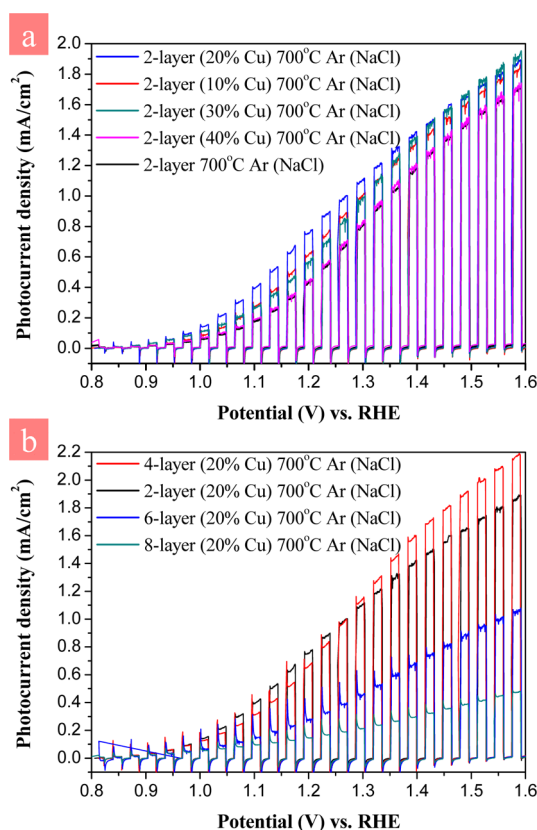 a
2.0
1.8
1.6
1.4
1.2
1.0
0.8
0.6
0.4
0.2
0.0
Photocurrent density (mA/cm²)
2-layer (20% Cu) 700°C Ar (NaCl)
2-layer (10% Cu) 700°C Ar (NaCl)
2-layer (30% Cu) 700°C Ar (NaCl)
2-layer (40% Cu) 700°C Ar (NaCl)
2-layer 700°C Ar (NaCl)
0.8 0.9 1.0 1.1 1.2 1.3 1.4 1.5 1.6
Potential (V) vs. RHE
b
2.2
2.0
1.8
1.6
1.4
1.2
1.0
0.8
0.6
0.4
0.2
0.0
Photocurrent density (mA/cm²)
4-layer (20% Cu) 700°C Ar (NaCl)
2-layer (20% Cu) 700°C Ar (NaCl)
6-layer (20% Cu) 700°C Ar (NaCl)
8-layer (20% Cu) 700°C Ar (NaCl)
0.8 0.9 1.0 1.1 1.2 1.3 1.4 1.5 1.6
Potential (V) vs. RHE